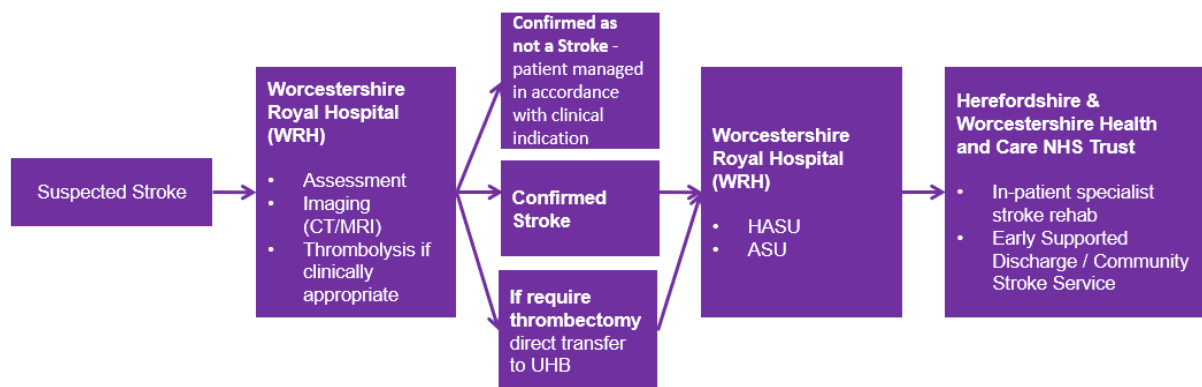 Suspected Stroke
Worcestershire
Royal Hospital
(WRH)
• Assessment
• Imaging
(CT/MRI)
• Thrombolysis if
clinically
appropriate
Confirmed as
not a Stroke -
patient managed
in accordance
with clinical
indication
Confirmed
Stroke
If require
thrombectomy
direct transfer
to UHB
Worcestershire
Royal Hospital
(WRH)
• HASU
• ASU
Herefordshire &
Worcestershire Health
and Care NHS Trust
• In-patient specialist
stroke rehab
• Early Supported
Discharge / Community
Stroke Service